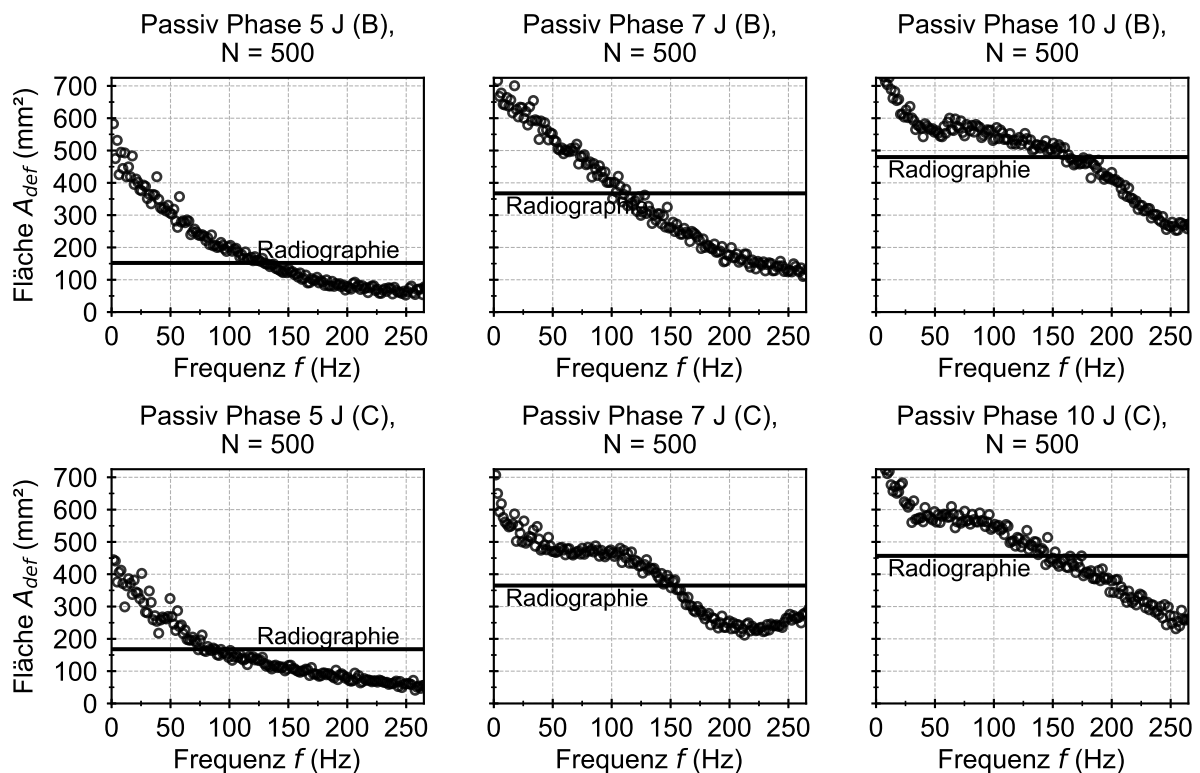 Passiv Phase 5 J (B),
N = 500
Passiv Phase 7 J (B),
N = 500
Passiv Phase 10 J (B),
N = 500
Fläche A_def (mm²)
700
600
500
400
300
200
100
0
Radiographie
Radiographie
Radiographie
0 50 100 150 200 250
0 50 100 150 200 250
0 50 100 150 200 250
Frequenz f (Hz)
Frequenz f (Hz)
Frequenz f (Hz)
Passiv Phase 5 J (C),
N = 500
Passiv Phase 7 J (C),
N = 500
Passiv Phase 10 J (C),
N = 500
Fläche A_def (mm²)
700
600
500
400
300
200
100
0
Radiographie
Radiographie
Radiographie
0 50 100 150 200 250
0 50 100 150 200 250
0 50 100 150 200 250
Frequenz f (Hz)
Frequenz f (Hz)
Frequenz f (Hz)